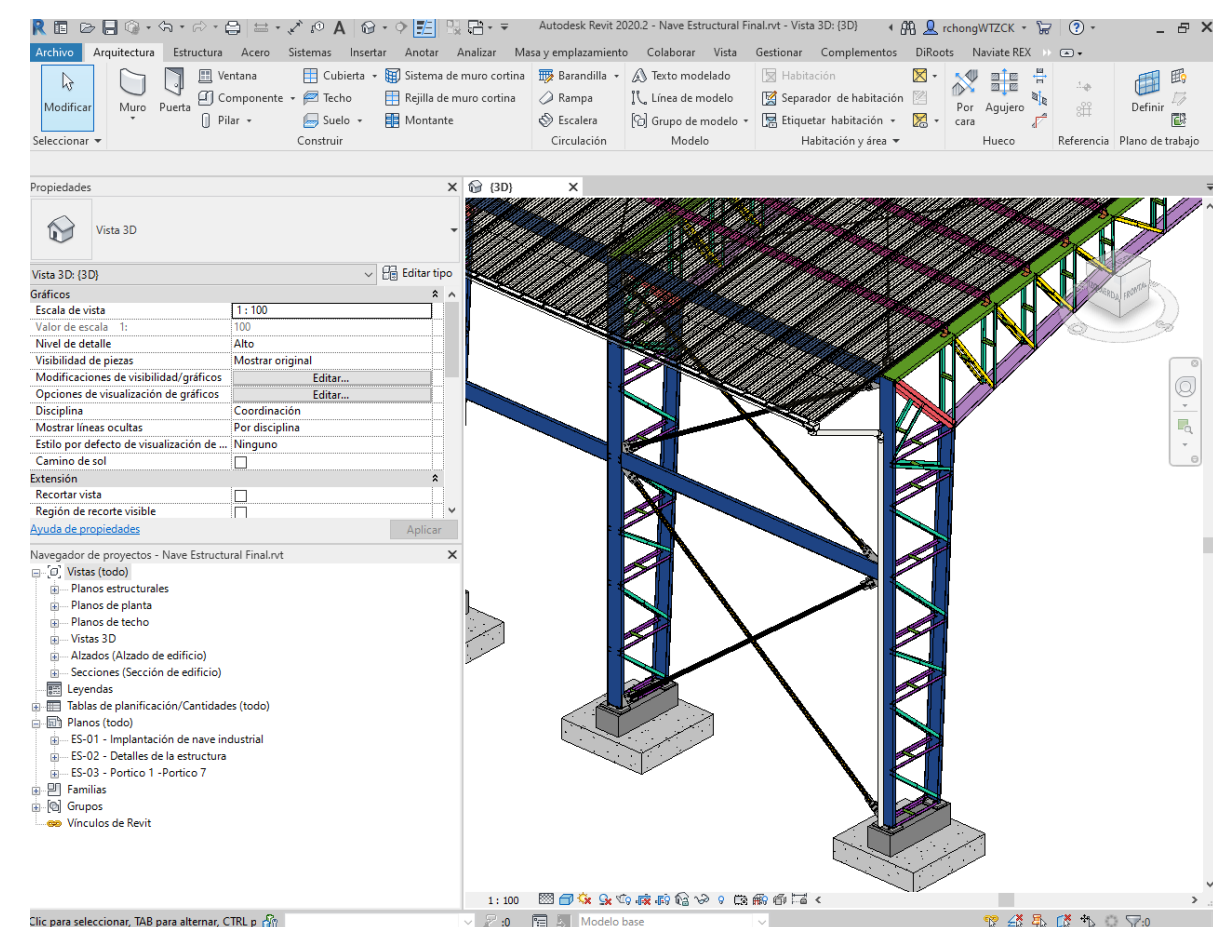 Autodesk Revit 2020.2 - Nave Estructural Final.rvt - Vista 3D: {3D}
rchongWTZCK
Archivo Arquitectura Estructura Acero Sistemas Insertar Anotar Analizar Masa y emplazamiento Colaborar Vista Gestionar Complementos DiRoots Naviate REX
Modificar
Muro
Puerta
Ventana
Componente
Pilar
Cubierta
Techo
Suelo
Sistema de muro cortina
Rejilla de muro cortina
Montante
Barandilla
Rampa
Escalera
Texto modelado
Línea de modelo
Grupo de modelo
Habitación
Separador de habitación
Etiquetar habitación
Por cara
Agujero
Definir
Seleccionar Construir Circulación Modelo Habitación y área Hueco Referencia Plano de trabajo
Propiedades
{3D}
Vista 3D
Vista 3D: {3D} Editar tipo
Gráficos
Escala de vista 1 : 100
Valor de escala 1: 100
Nivel de detalle Alto
Visibilidad de piezas Mostrar original
Modificaciones de visibilidad/gráficos Editar...
Opciones de visualización de gráficos Editar...
Disciplina Coordinación
Mostrar líneas ocultas Por disciplina
Estilo por defecto de visualización de ... Ninguno
Camino de sol
Extensión
Recortar vista
Región de recorte visible
Ayuda de propiedades Aplicar
Navegador de proyectos - Nave Estructural Final.rvt
Vistas (todo)
Planos estructurales
Planos de planta
Planos de techo
Vistas 3D
Alzados (Alzado de edificio)
Secciones (Sección de edificio)
Leyendas
Tablas de planificación/Cantidades (todo)
Planos (todo)
ES-01 - Implantación de nave industrial
ES-02 - Detalles de la estructura
ES-03 - Portico 1 -Portico 7
Familias
Grupos
Vínculos de Revit
FRONTAL
1 : 100
Clic para seleccionar, TAB para alternar, CTRL p
:0
Modelo base
:0